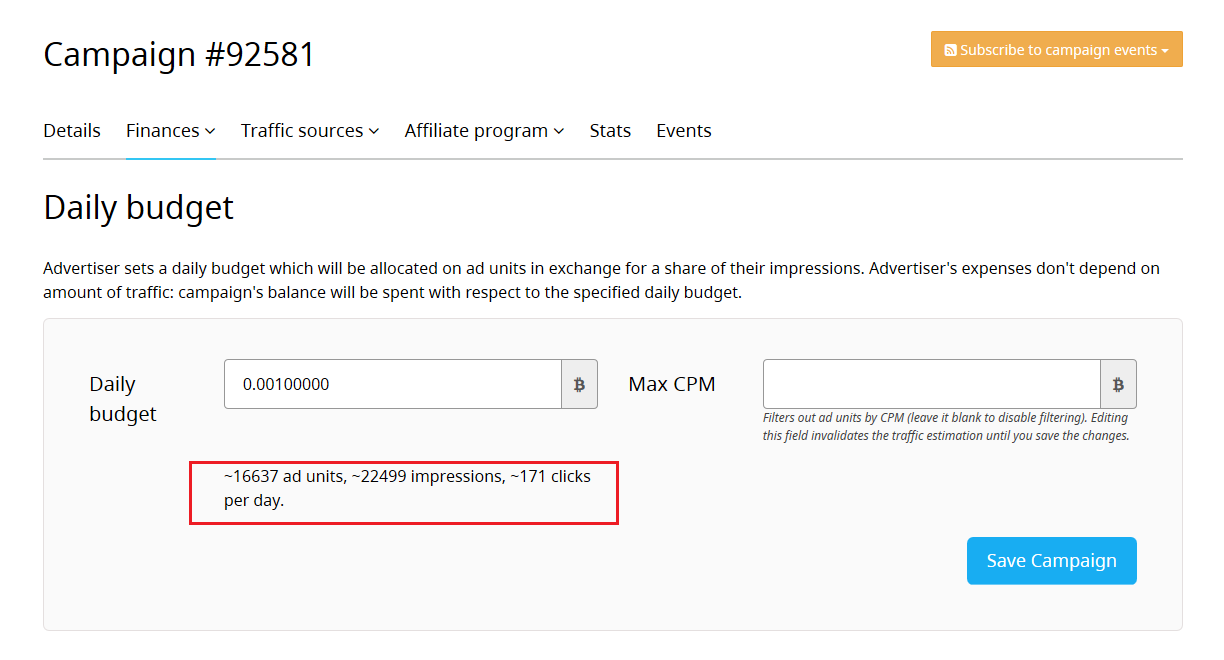 Campaign #92581
Subscribe to campaign events
Details
Finances
Traffic sources
Affiliate program
Stats
Events
Daily budget
Advertiser sets a daily budget which will be allocated on ad units in exchange for a share of their impressions. Advertiser's expenses don't depend on
amount of traffic: campaign's balance will be spent with respect to the specified daily budget.
Daily
budget
0.00100000
₿
Max CPM
₿
Filters out ad units by CPM (leave it blank to disable filtering). Editing
this field invalidates the traffic estimation until you save the changes.
~16637 ad units, ~22499 impressions, ~171 clicks
per day.
Save Campaign